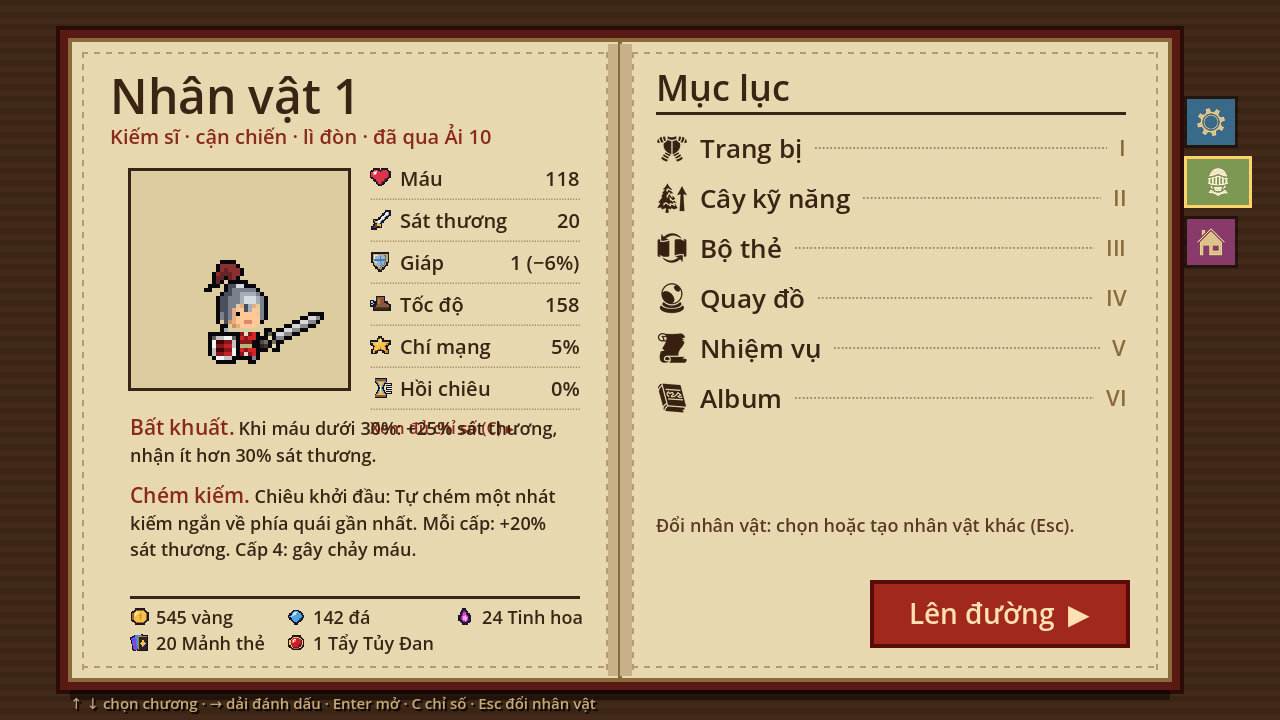 Nhân vật 1
Kiếm sĩ · cận chiến · lì đòn · đã qua Ải 10
Máu 118
Sát thương 20
Giáp 1 (−6%)
Tốc độ 158
Chí mạng 5%
Hồi chiêu 0%
Bất khuất. Khi máu dưới 30%: +25% sát thương,
nhận ít hơn 30% sát thương.
Chém kiếm. Chiêu khởi đầu: Tự chém một nhát
kiếm ngắn về phía quái gần nhất. Mỗi cấp: +20%
sát thương. Cấp 4: gây chảy máu.
545 vàng 142 đá 24 Tinh hoa
20 Mảnh thẻ 1 Tẩy Tủy Đan
Mục lục
Trang bị I
Cây kỹ năng II
Bộ thẻ III
Quay đồ IV
Nhiệm vụ V
Album VI
Đổi nhân vật: chọn hoặc tạo nhân vật khác (Esc).
Lên đường ▶
↑ ↓ chọn chương · → dải đánh dấu · Enter mở · C chỉ số · Esc đổi nhân vật